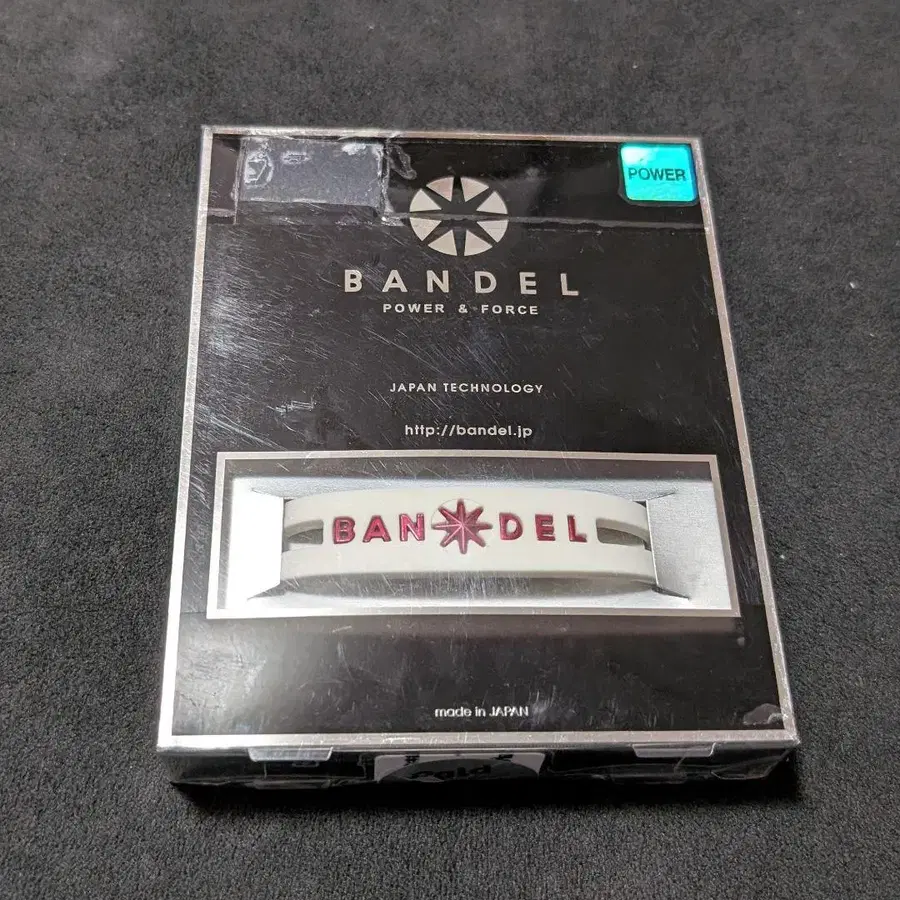 POWER
BANDEL
POWER & FORCE
JAPAN TECHNOLOGY
http://bandel.jp
BAN DEL
made in JAPAN